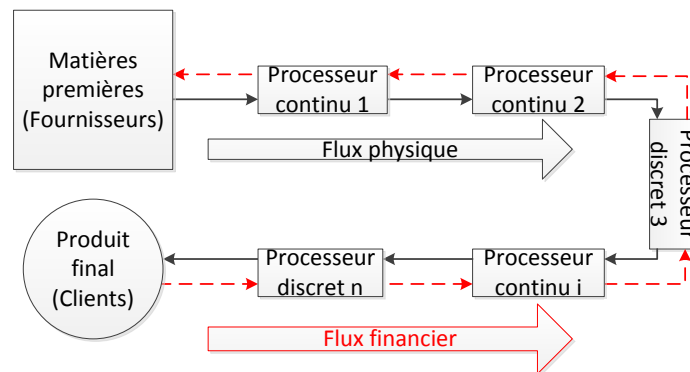 Matières
premières
(Fournisseurs)
Processeur
continu 1
Processeur
continu 2
Flux physique
Processeur
discret 3
Produit
final
(Clients)
Processeur
discret n
Processeur
continu i
Flux financier